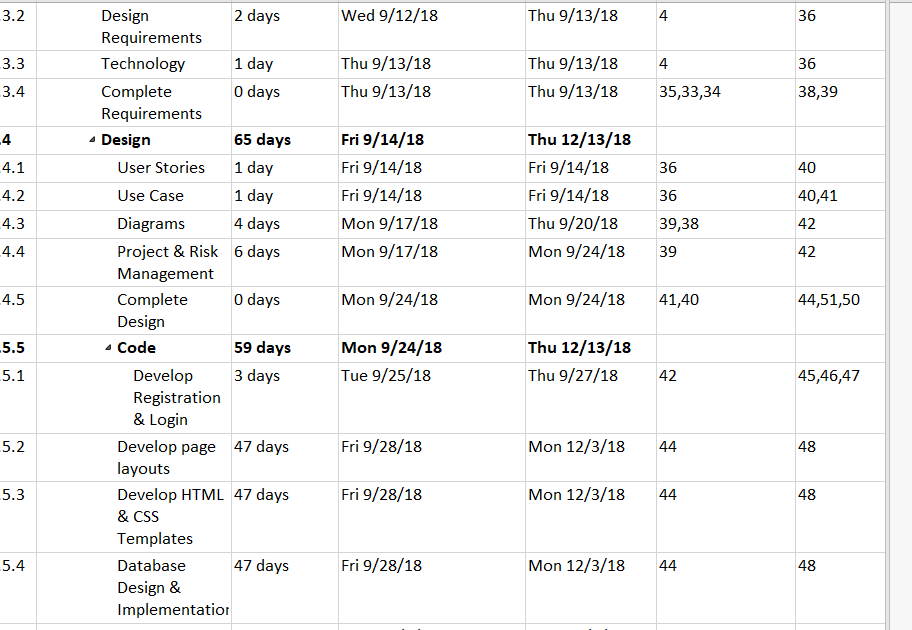 .3.2 Design Requirements 2 days Wed 9/12/18 Thu 9/13/18 4 36
.3.3 Technology 1 day Thu 9/13/18 Thu 9/13/18 4 36
.3.4 Complete Requirements 0 days Thu 9/13/18 Thu 9/13/18 35,33,34 38,39
.4 Design 65 days Fri 9/14/18 Thu 12/13/18
.4.1 User Stories 1 day Fri 9/14/18 Fri 9/14/18 36 40
.4.2 Use Case 1 day Fri 9/14/18 Fri 9/14/18 36 40,41
.4.3 Diagrams 4 days Mon 9/17/18 Thu 9/20/18 39,38 42
.4.4 Project & Risk Management 6 days Mon 9/17/18 Mon 9/24/18 39 42
.4.5 Complete Design 0 days Mon 9/24/18 Mon 9/24/18 41,40 44,51,50
.5.5 Code 59 days Mon 9/24/18 Thu 12/13/18
.5.1 Develop Registration & Login 3 days Tue 9/25/18 Thu 9/27/18 42 45,46,47
.5.2 Develop page layouts 47 days Fri 9/28/18 Mon 12/3/18 44 48
.5.3 Develop HTML & CSS Templates 47 days Fri 9/28/18 Mon 12/3/18 44 48
.5.4 Database Design & Implementation 47 days Fri 9/28/18 Mon 12/3/18 44 48